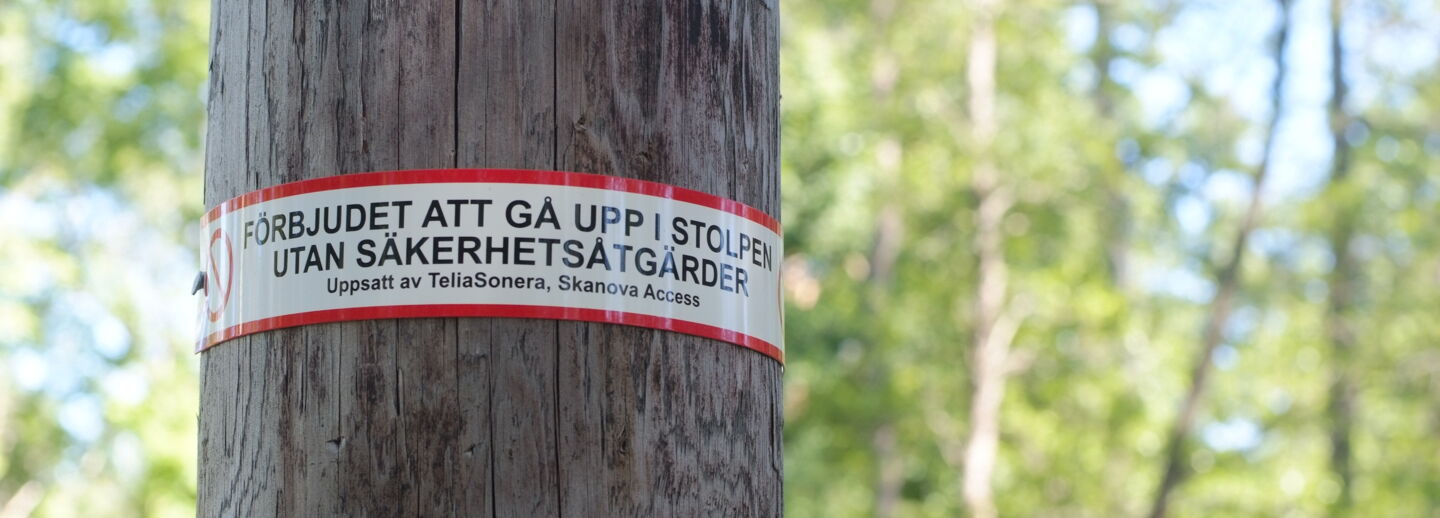 FÖRBJUDET ATT GÅ UPP I STOLPEN
UTAN SÄKERHETSÅTGÄRDER
Uppsatt av TeliaSonera, Skanova Access